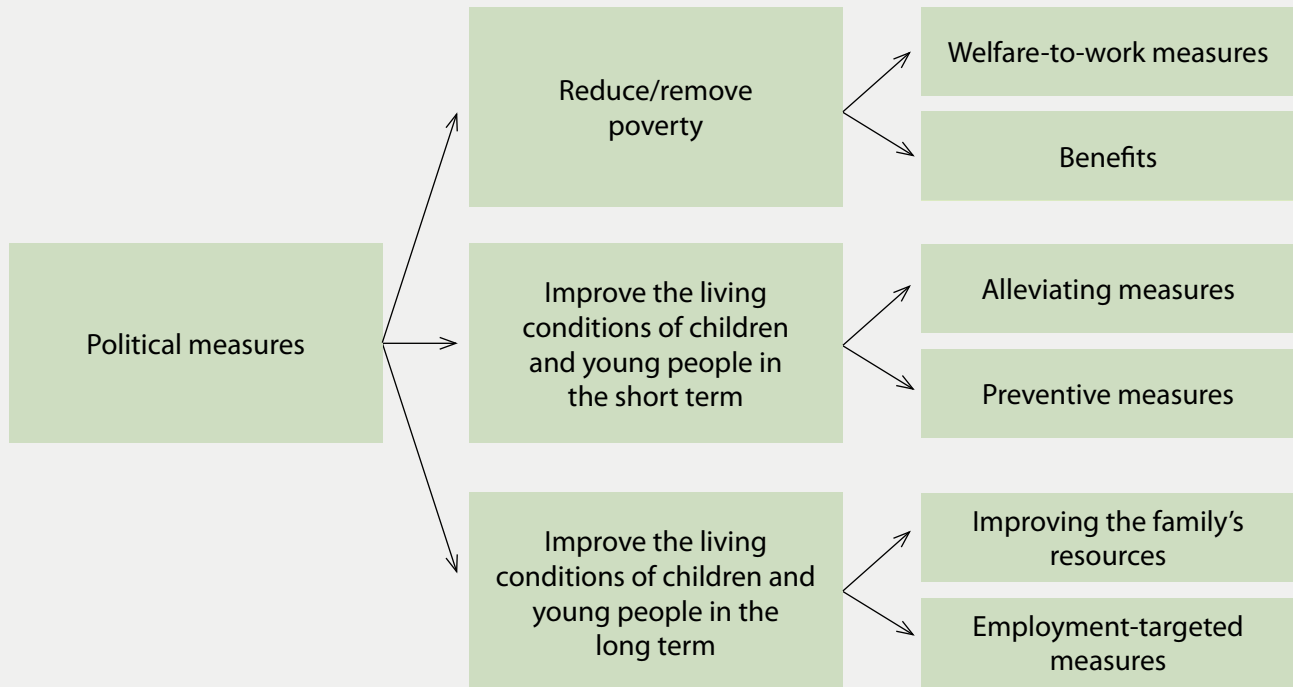 Political measures
Reduce/remove
poverty
Welfare-to-work measures
Benefits
Improve the living
conditions of children
and young people in
the short term
Alleviating measures
Preventive measures
Improve the living
conditions of children and
young people in the
long term
Improving the family’s
resources
Employment-targeted
measures